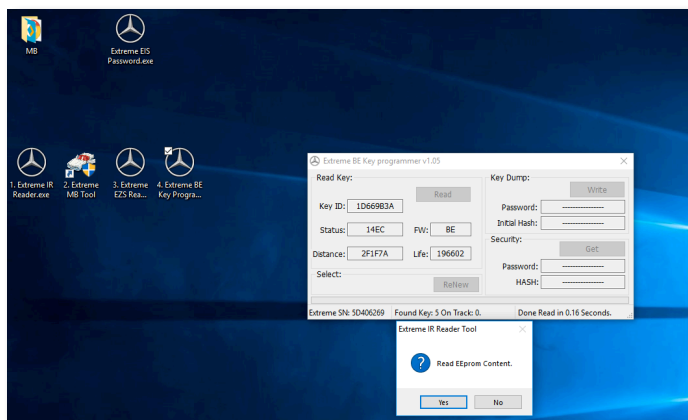 MB
Extreme EIS
Password.exe
1. Extreme IR
Reader.exe
2. Extreme
MB Tool
3. Extreme
EZS Rea...
4. Extreme BE
Key Progra...
Extreme BE Key programmer v1.05
Read Key:
Read
Key ID: 1D669B3A
Status: 14EC FW: BE
Distance: 2F1F7A Life: 196602
Select:
ReNew
Key Dump:
Write
Password: ---------------
Initial Hash: ---------------
Security:
Get
Password: ---------------
HASH: ---------------
Extreme SN: 5D406269 Found Key: 5 On Track: 0. Done Read in 0.16 Seconds.
Extreme IR Reader Tool
? Read EEprom Content.
Yes No